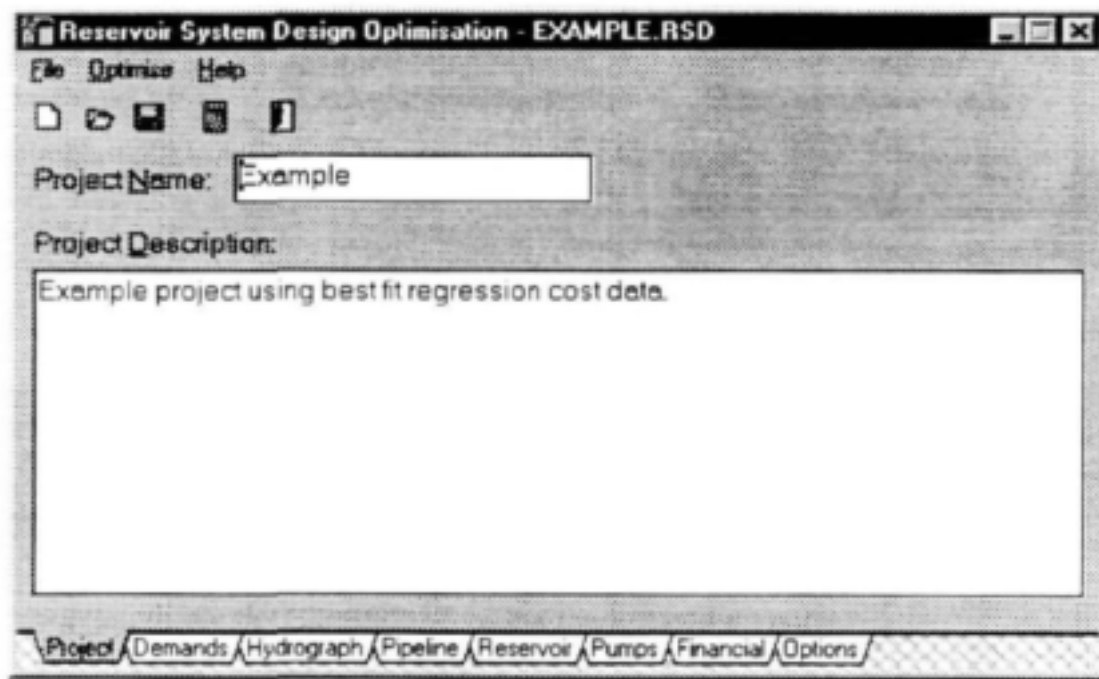 Reservoir System Design Optimisation - EXAMPLE.RSD
File Optimise Help
Project Name: Example
Project Description:
Example project using best fit regression cost data.
Project Demands Hydrograph Pipeline Reservoir Pumps Financial Options